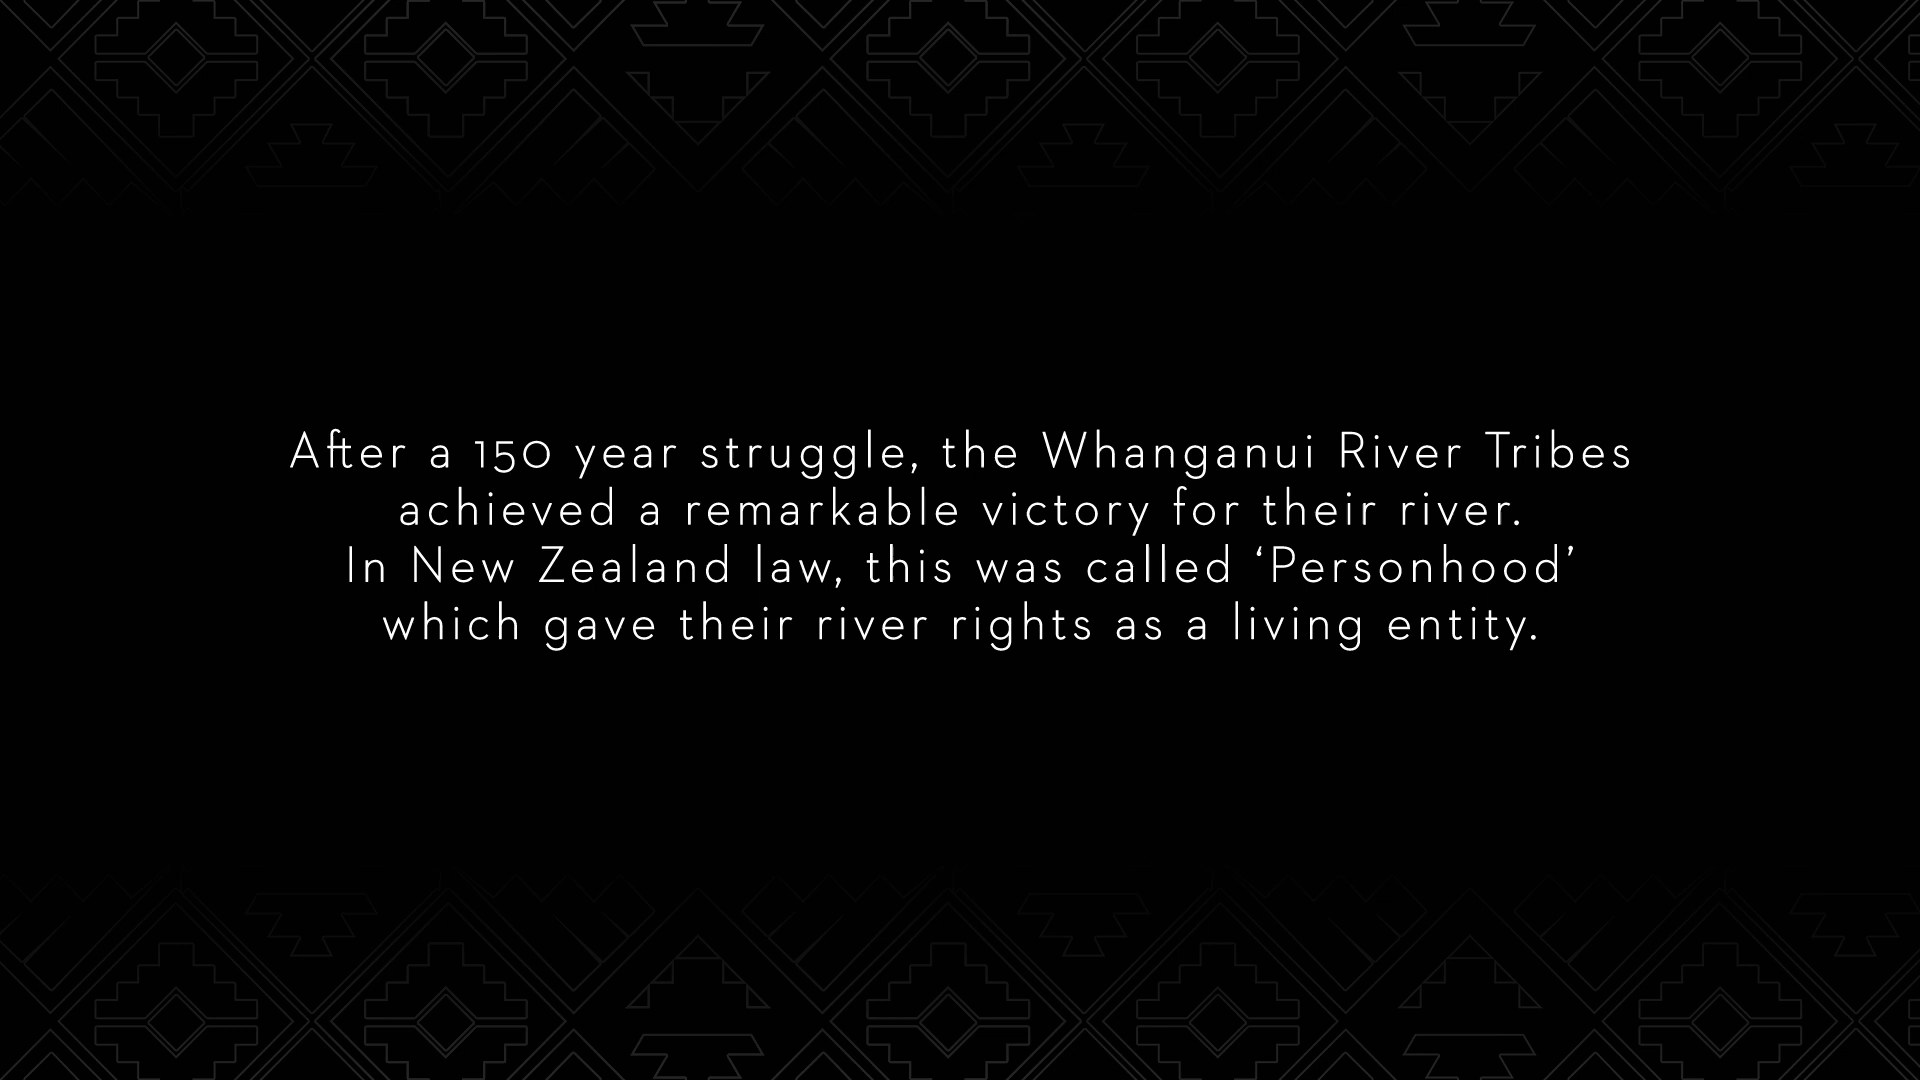 After a 150 year struggle, the Whanganui River Tribes
achieved a remarkable victory for their river.
In New Zealand law, this was called ‘Personhood’
which gave their river rights as a living entity.